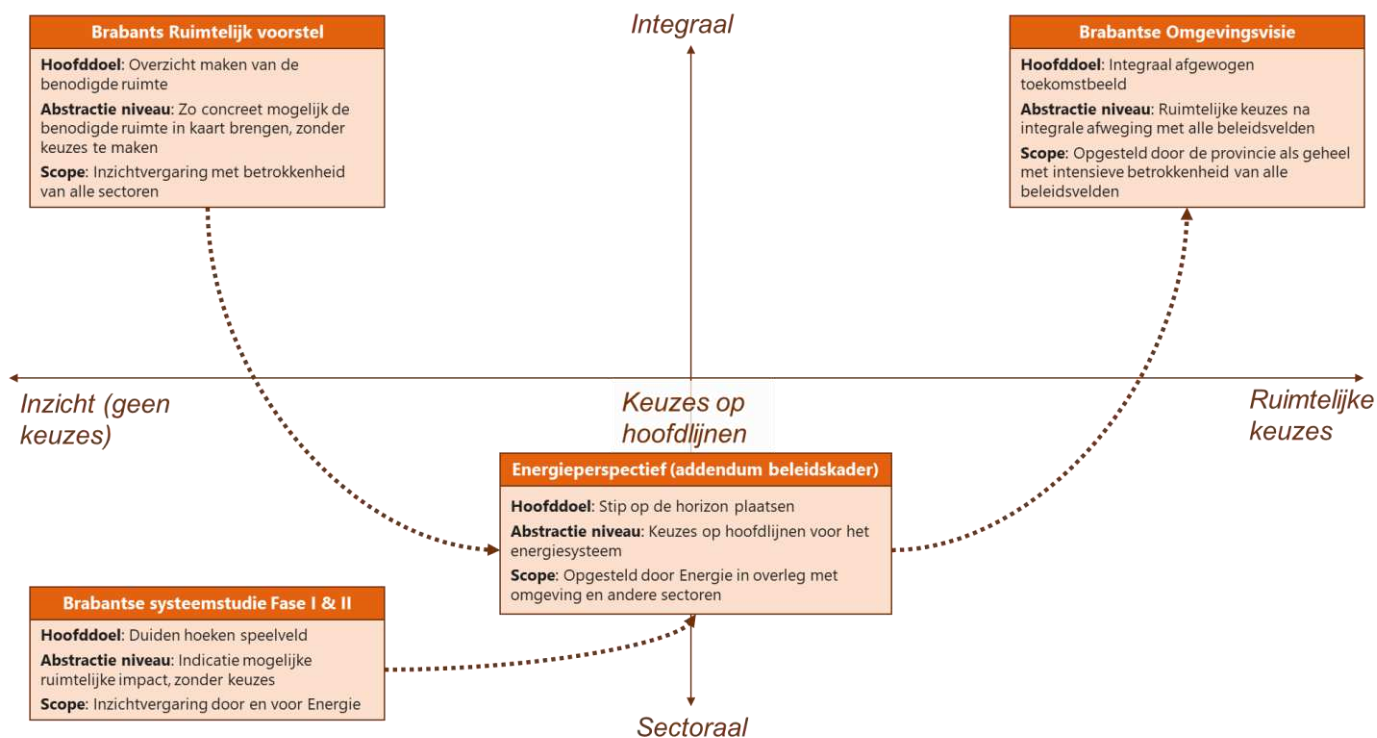 Brabants Ruimtelijk voorstel
Hoofddoel: Overzicht maken van de
benodigde ruimte
Abstractie niveau: Zo concreet mogelijk de
benodigde ruimte in kaart brengen, zonder
keuzes te maken
Scope: Inzichtvergaring met betrokkenheid
van alle sectoren
Integraal
Brabantse Omgevingsvisie
Hoofddoel: Integraal afgewogen
toekomstbeeld
Abstractie niveau: Ruimtelijke keuzes na
integrale afweging met alle beleidsvelden
Scope: Opgesteld door de provincie als geheel
met intensieve betrokkenheid van alle
beleidsvelden
Inzicht (geen
keuzes)
Keuzes op
hoofdlijnen
Ruimtelijke
keuzes
Energieperspectief (addendum beleidskader)
Hoofddoel: Stip op de horizon plaatsen
Abstractie niveau: Keuzes op hoofdlijnen voor het
energiesysteem
Scope: Opgesteld door Energie in overleg met
omgeving en andere sectoren
Brabantse systeemstudie Fase I & II
Hoofddoel: Duiden hoeken speelveld
Abstractie niveau: Indicatie mogelijke
ruimtelijke impact, zonder keuzes
Scope: Inzichtvergaring door en voor Energie
Sectoraal